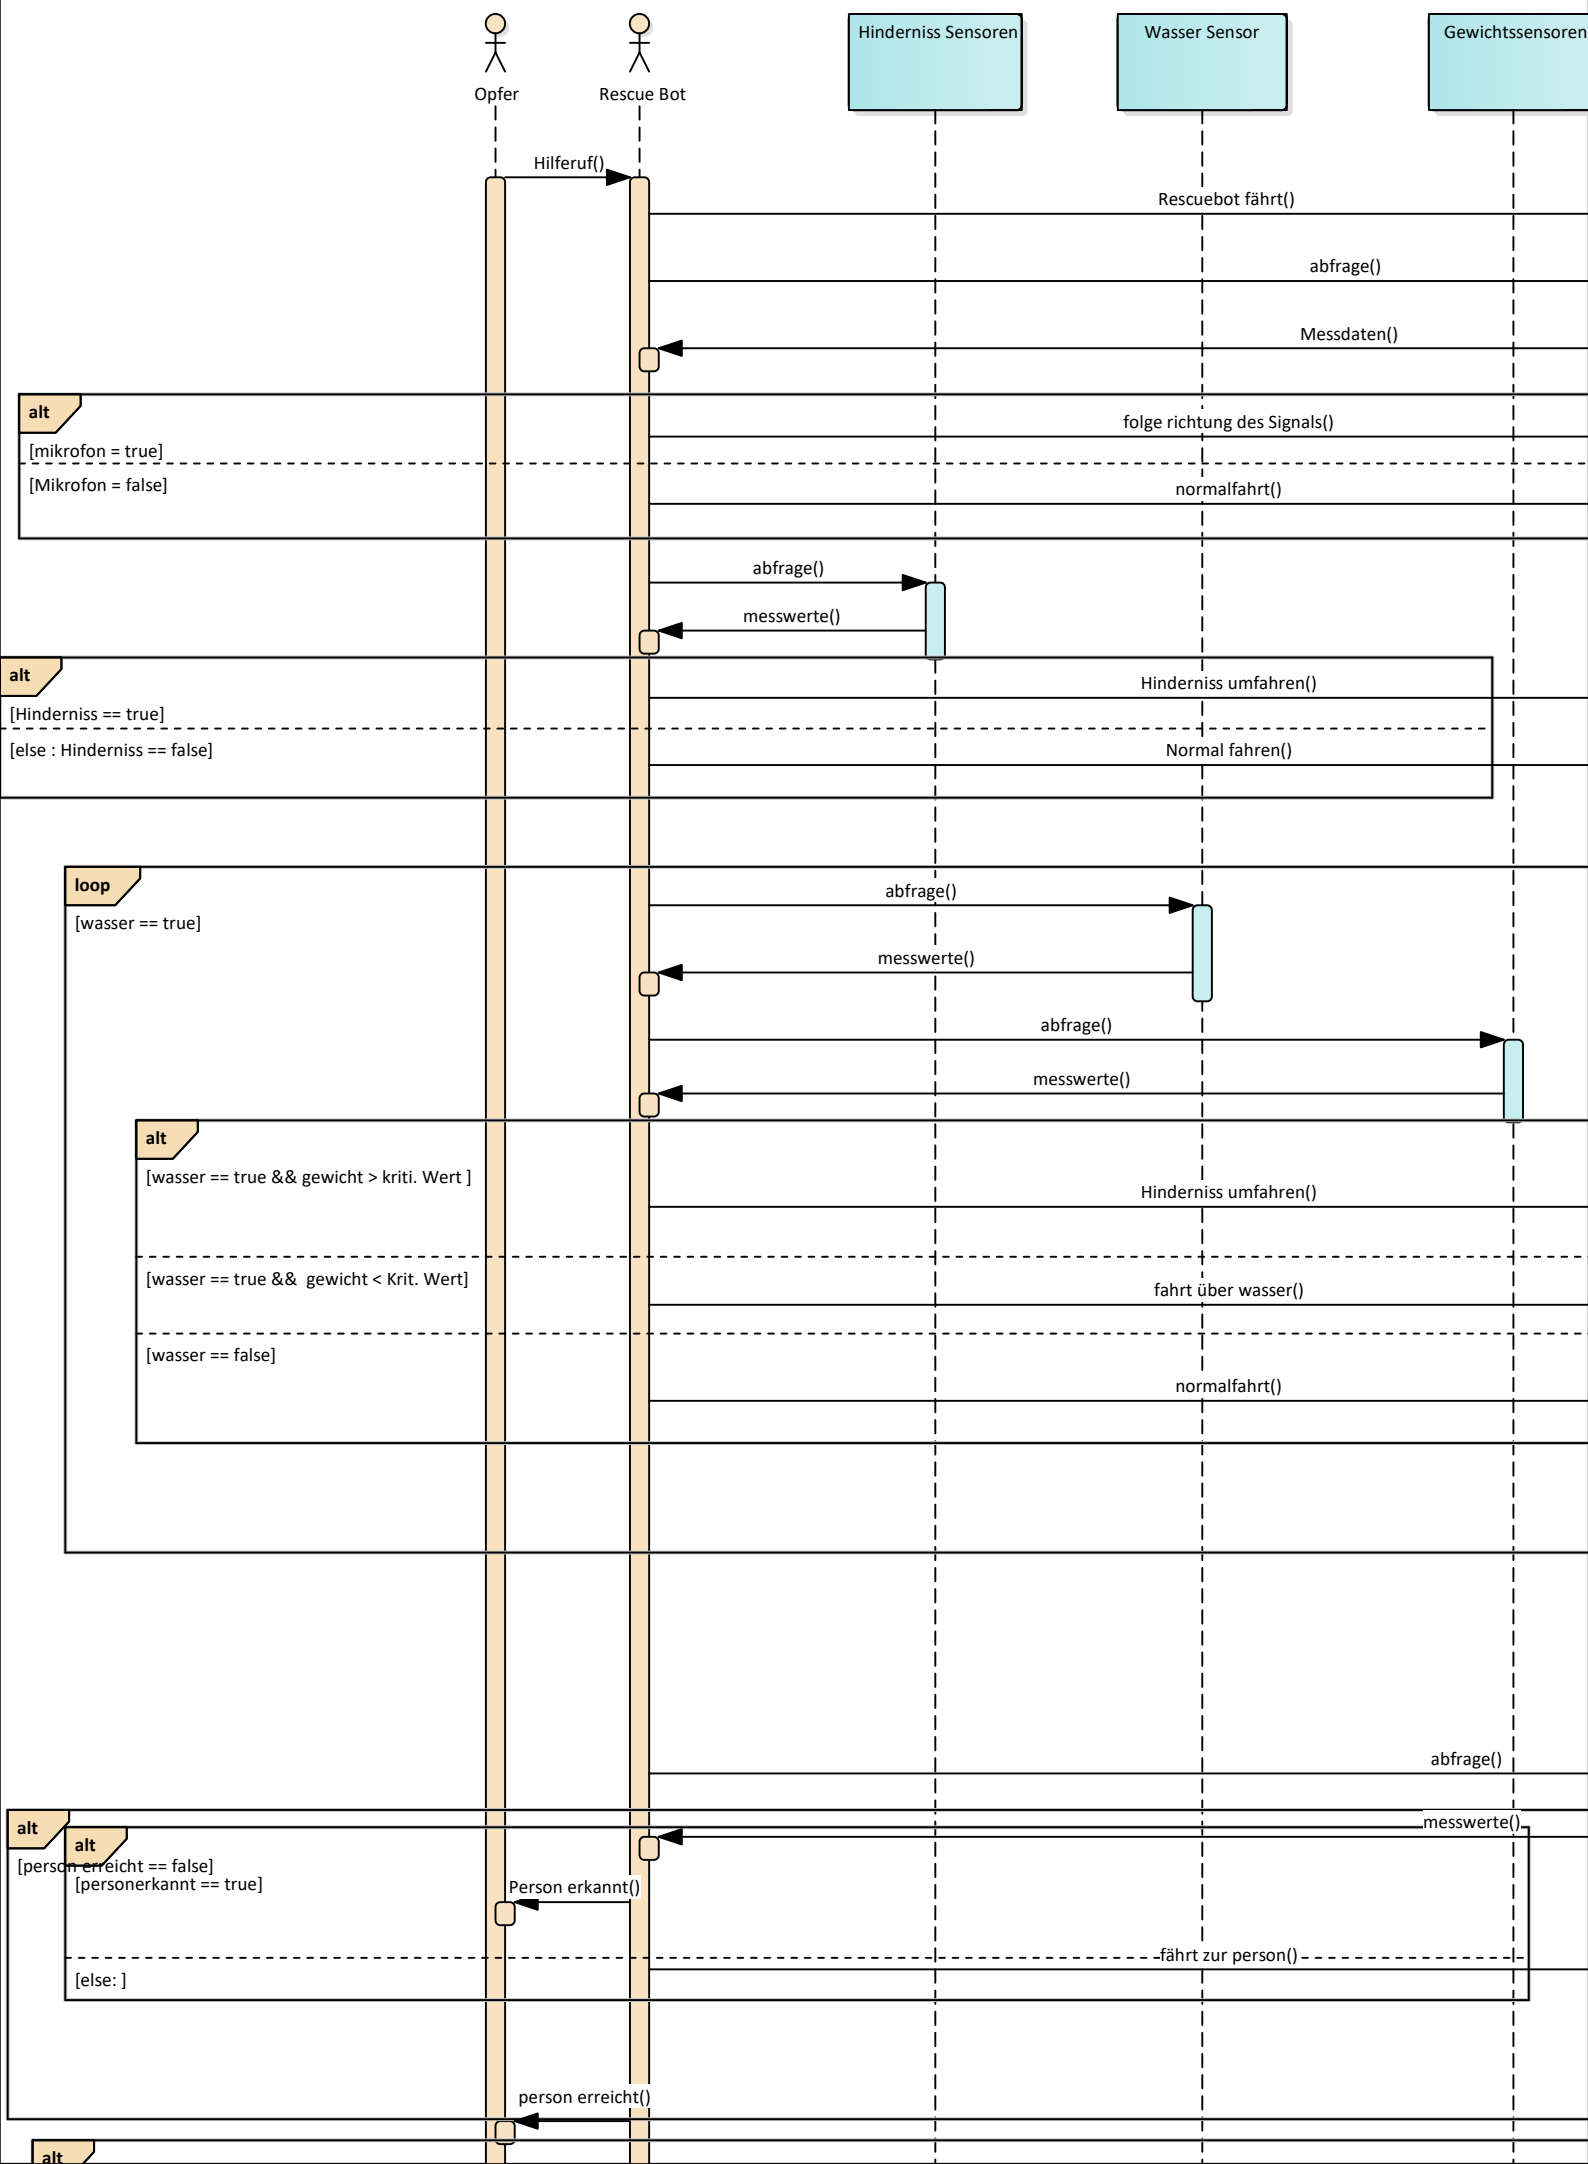 Hinderniss Sensoren
Wasser Sensor
Gewichtssensoren
Opfer
Rescue Bot
Hilferuf()
Rescuebot fährt()
abfrage()
Messdaten()
alt
folge richtung des Signals()
[mikrofon = true]
[Mikrofon = false]
normalfahrt()
abfrage()
messwerte()
alt
Hinderniss umfahren()
[Hinderniss == true]
[else : Hinderniss == false]
Normal fahren()
loop
abfrage()
[wasser == true]
messwerte()
abfrage()
messwerte()
alt
[wasser == true && gewicht > kriti. Wert ]
Hinderniss umfahren()
[wasser == true &&  gewicht < Krit. Wert]
fahrt über wasser()
[wasser == false]
normalfahrt()
abfrage()
messwerte()
alt
alt
[person erreicht == false]
[personerkannt == true]
Person erkannt()
fährt zur person()
[else: ]
person erreicht()
alt